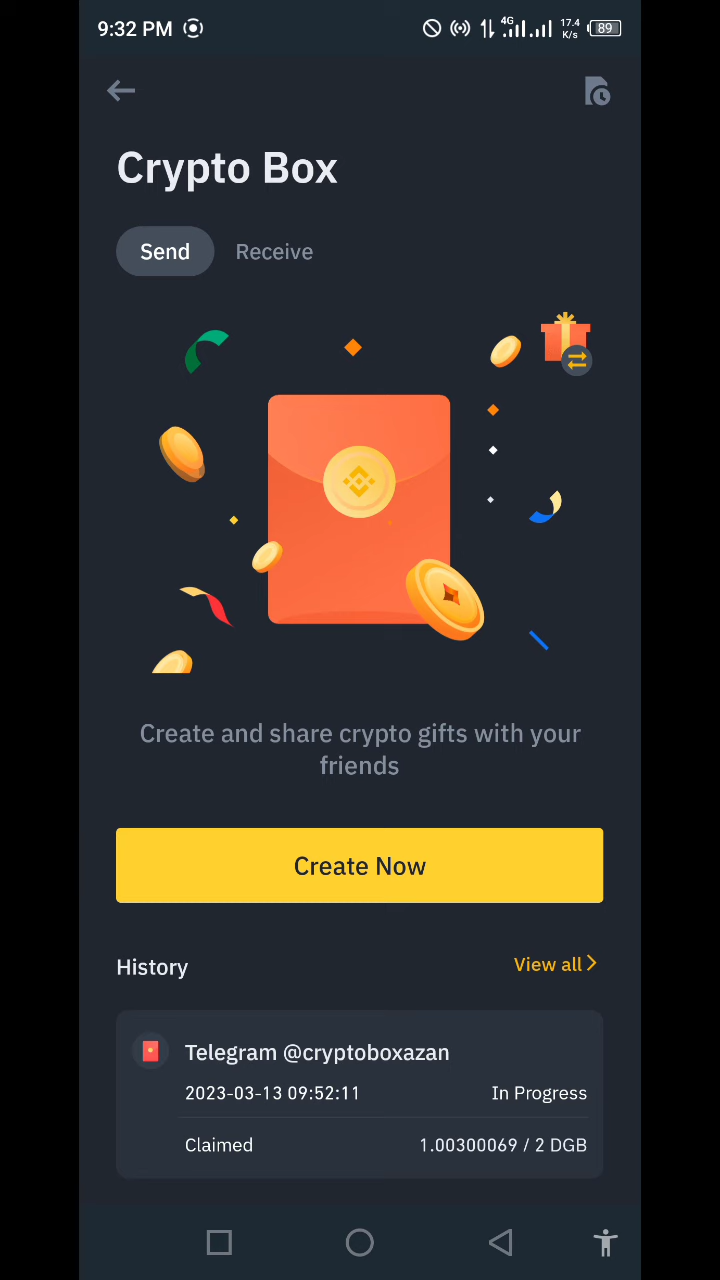 9:32 PM 4G 17.4 K/s 89
Crypto Box
Send Receive
Create and share crypto gifts with your
friends
Create Now
History View all
Telegram @cryptoboxazan
2023-03-13 09:52:11 In Progress
Claimed 1.00300069 / 2 DGB